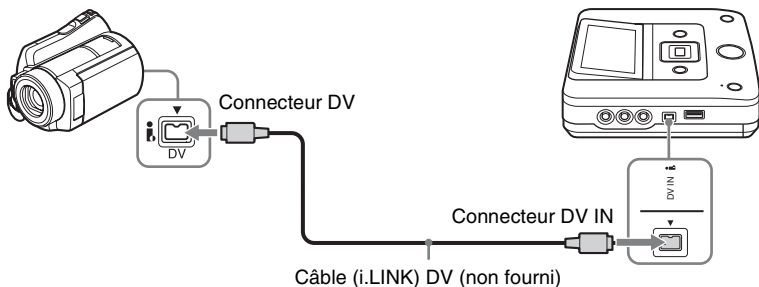 Connecteur DV
DV
DV IN
Connecteur DV IN
Câble (i.LINK) DV (non fourni)